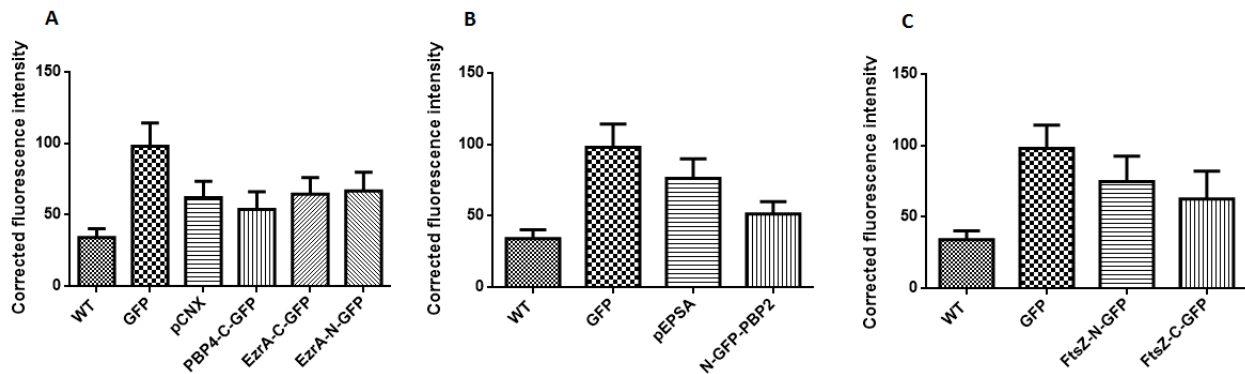 A
Corrected fluorescence intensity
150
100
50
0
WT
GFP
pCNX
PBP4-C-GFP
EzrA-C-GFP
EzrA-N-GFP
B
Corrected fluorescence intensity
150
100
50
0
WT
GFP
pEPSA
N-GFP-PBP2
C
Corrected fluorescence intensity
150
100
50
0
WT
GFP
FtsZ-N-GFP
FtsZ-C-GFP